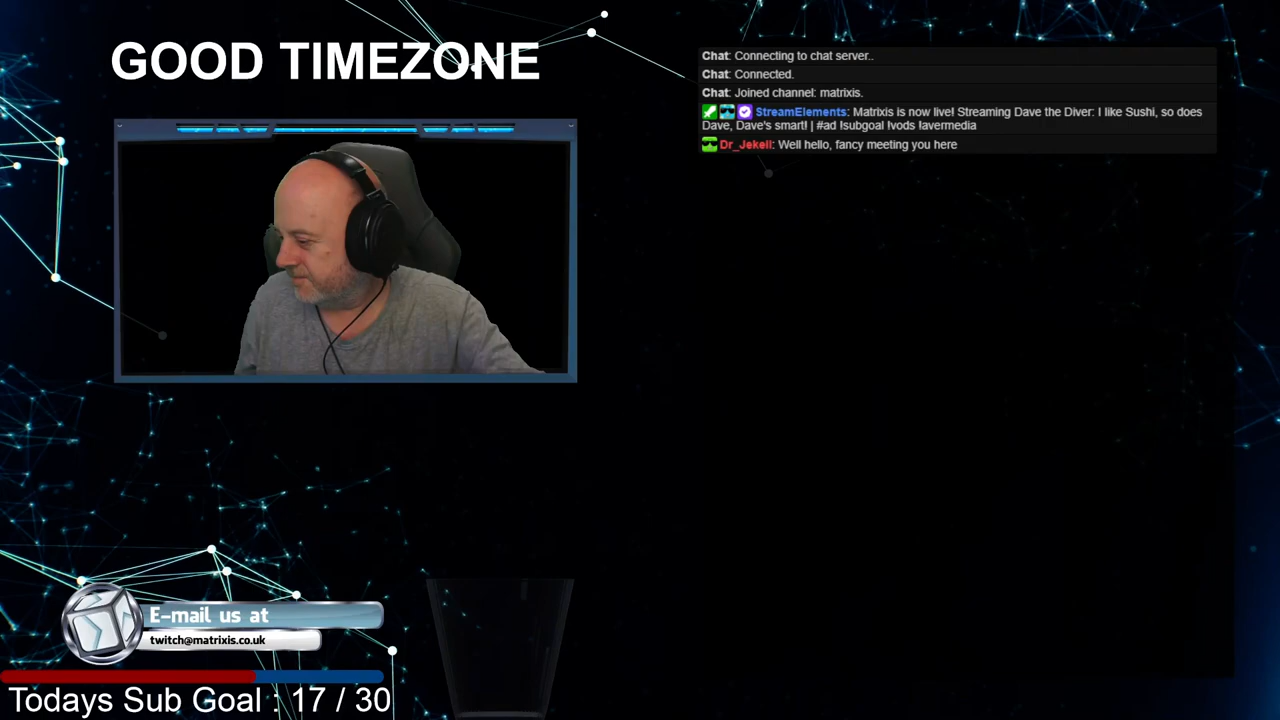 GOOD TIMEZONE
Chat: Connecting to chat server..
Chat: Connected.
Chat: Joined channel: matrixis.
StreamElements: Matrixis is now live! Streaming Dave the Diver: I like Sushi, so does
Dave, Dave's smart! | #ad !subgoal !vods !avermedia
Dr_Jekell: Well hello, fancy meeting you here
E-mail us at
twitch@matrixis.co.uk
Todays Sub Goal : 17 / 30